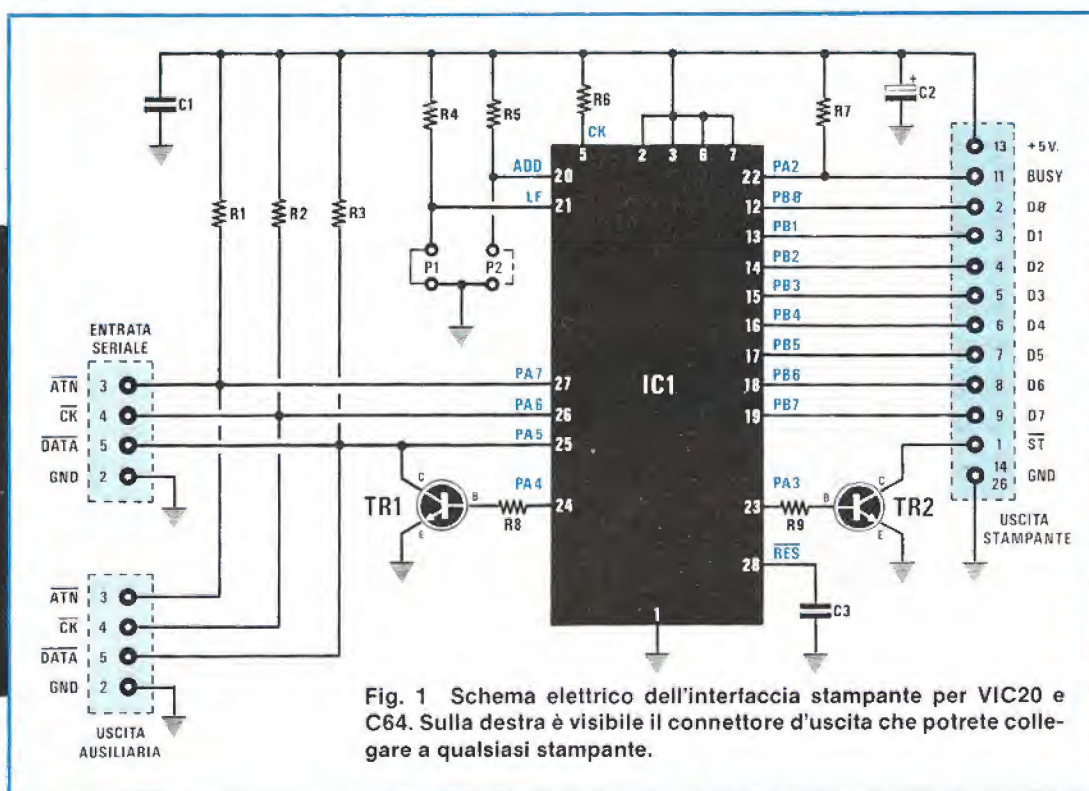 C1
R4
R5
R6
R7
C2
+
CK
5
2 3 6 7
ADD 20
LF 21
R1
R2
R3
P1 P2
22 PA2
12 PB0
13 PB1
14 PB2
15 PB3
16 PB4
17 PB5
18 PB6
19 PB7
13 +5V.
11 BUSY
2 D0
3 D1
4 D2
5 D3
6 D4
7 D5
8 D6
9 D7
1 ST
14
26 GND
USCITA
STAMPANTE
ENTRATA
SERIALE
ATN 3
CK 4
DATA 5
GND 2
PA7 27
PA6 26
PA5 25
PA4 24
IC1
TR1
C
B
E
R8
PA3
23
R9
B
C
E
TR2
RES
28
C3
1
ATN 3
CK 4
DATA 5
GND 2
USCITA
AUSILIARIA
Fig. 1 Schema elettrico dell'interfaccia stampante per VIC20 e
C64. Sulla destra è visibile il connettore d'uscita che potrete colle-
gare a qualsiasi stampante.